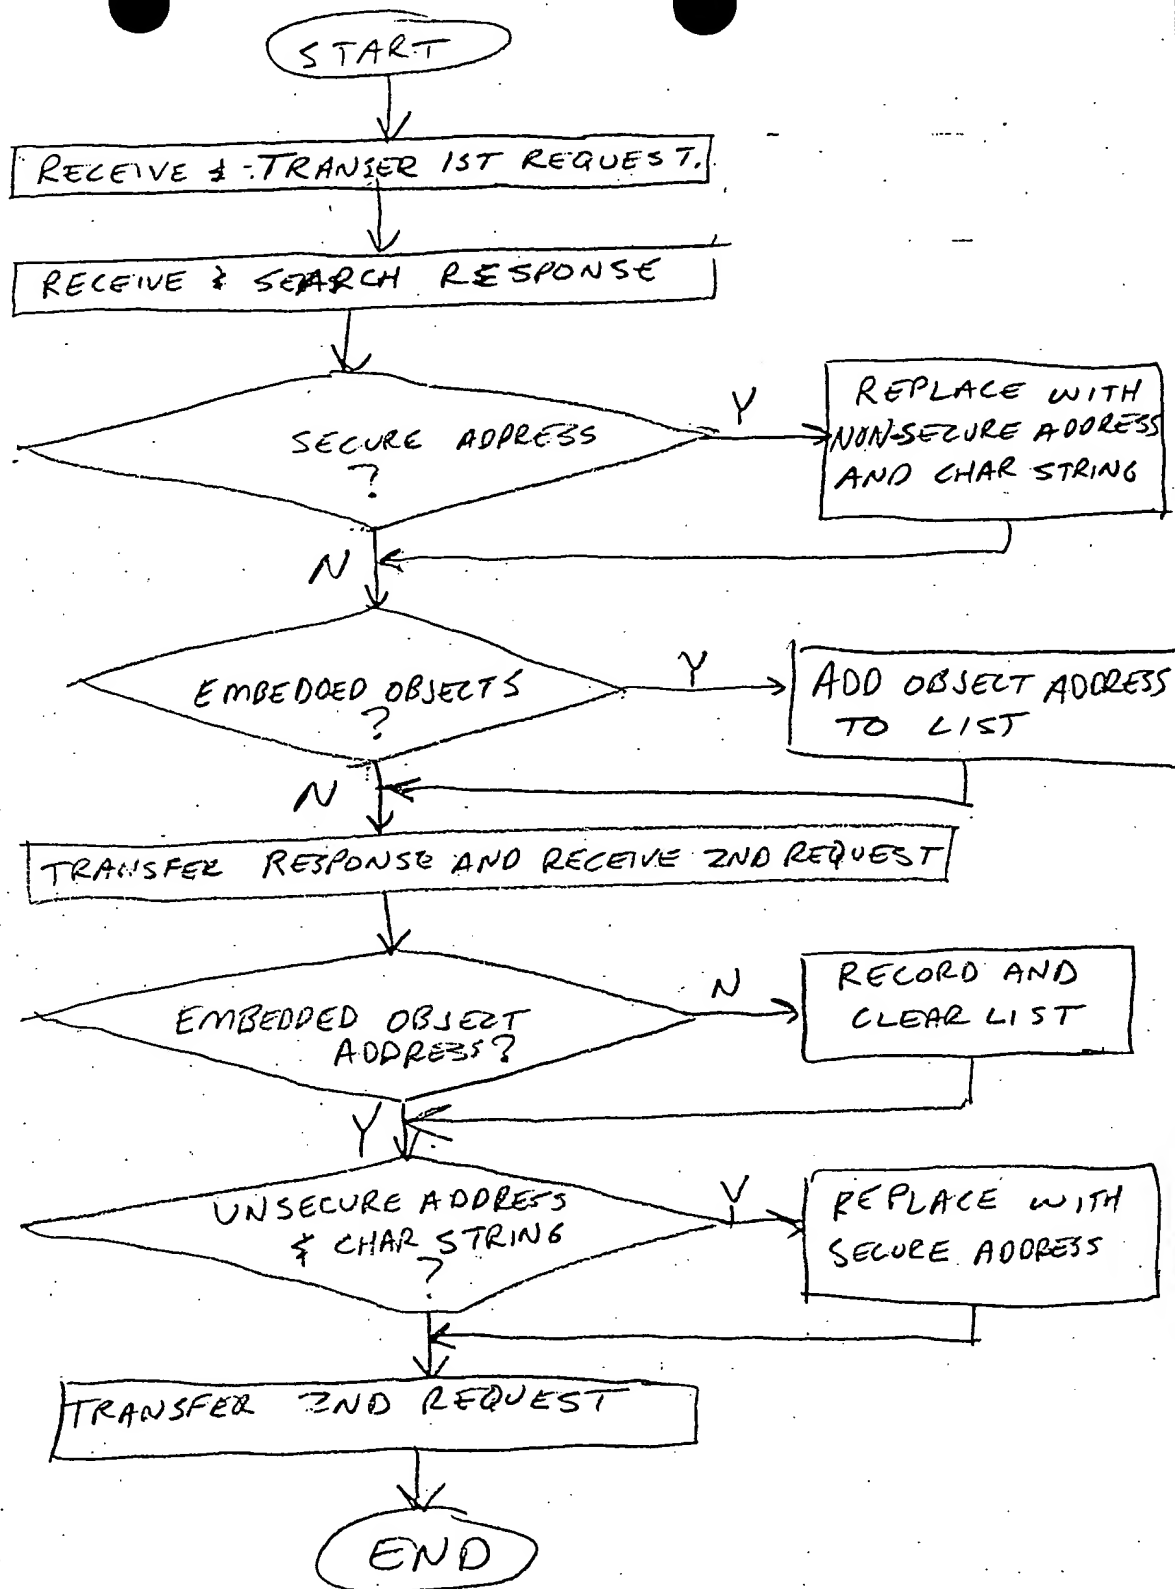 START
RECEIVE & TRANSER 1ST REQUEST.
RECEIVE & SEARCH RESPONSE
SECURE ADDRESS
?
Y
REPLACE WITH
NON-SECURE ADDRESS
AND CHAR STRING
N
EMBEDDED OBJECTS
?
Y
ADD OBJECT ADDRESS
TO LIST
N
TRANSFER RESPONSE AND RECEIVE 2ND REQUEST
EMBEDDED OBJECT
ADDRESS?
N
RECORD AND
CLEAR LIST
Y
UNSECURE ADDRESS
& CHAR STRING
?
Y
REPLACE WITH
SECURE ADDRESS
TRANSFER 2ND REQUEST
END